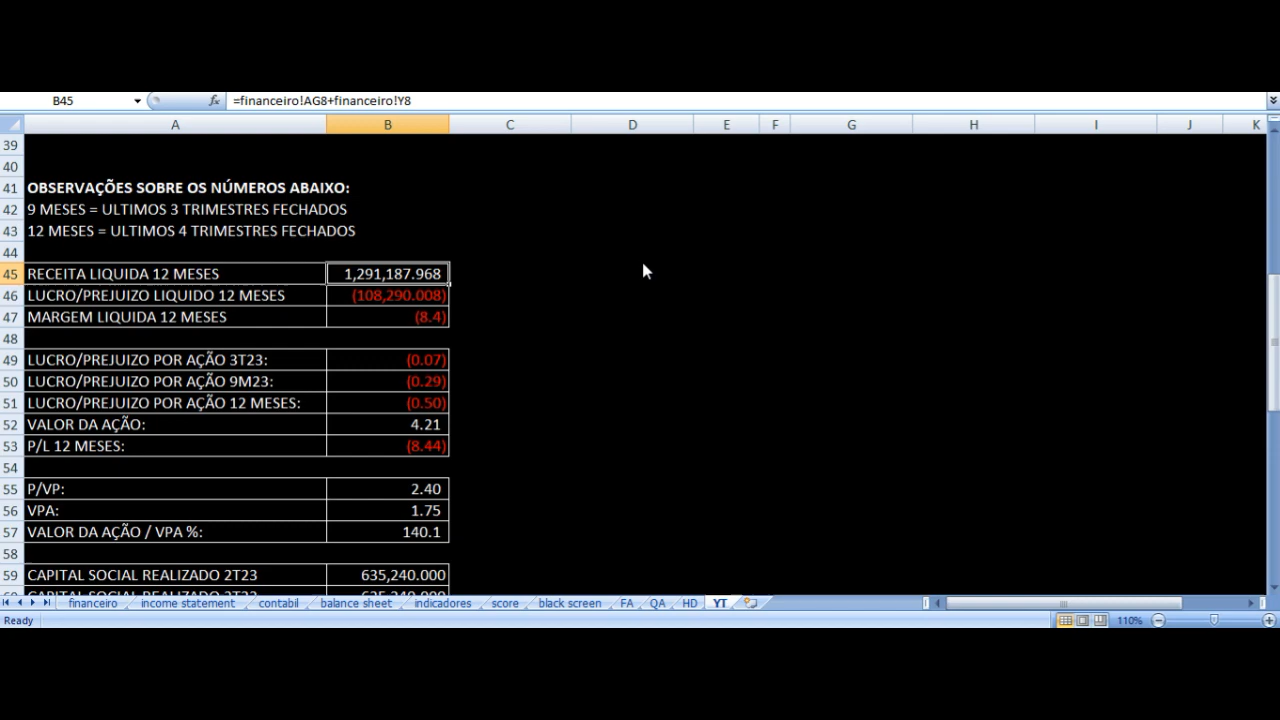 B45 fx =financeiro!AG8+financeiro!Y8
A B C D E F G H I J K
39
40
41 OBSERVAÇÕES SOBRE OS NÚMEROS ABAIXO:
42 9 MESES = ULTIMOS 3 TRIMESTRES FECHADOS
43 12 MESES = ULTIMOS 4 TRIMESTRES FECHADOS
44
45 RECEITA LIQUIDA 12 MESES 1,291,187.968
46 LUCRO/PREJUIZO LIQUIDO 12 MESES (108,290.008)
47 MARGEM LIQUIDA 12 MESES (8.4)
48
49 LUCRO/PREJUIZO POR AÇÃO 3T23: (0.07)
50 LUCRO/PREJUIZO POR AÇÃO 9M23: (0.29)
51 LUCRO/PREJUIZO POR AÇÃO 12 MESES: (0.50)
52 VALOR DA AÇÃO: 4.21
53 P/L 12 MESES: (8.44)
54
55 P/VP: 2.40
56 VPA: 1.75
57 VALOR DA AÇÃO / VPA %: 140.1
58
59 CAPITAL SOCIAL REALIZADO 2T23 635,240.000
financeiro income statement contabil balance sheet indicadores score black screen FA QA HD YT
Ready 110%